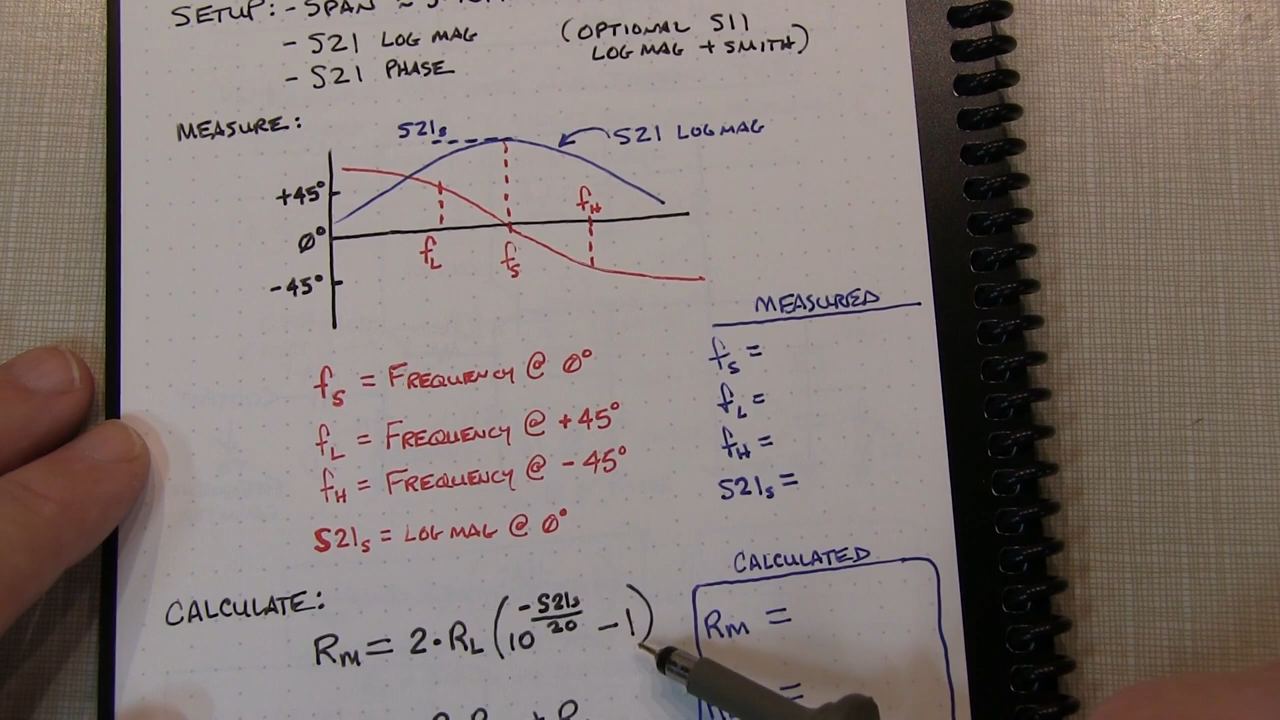 SETUP: - SPAN ~
- S21 LOG MAG
- S21 PHASE
(OPTIONAL S11
LOG MAG + SMITH)
MEASURE:
S21s
S21 LOG MAG
+45°
0°
-45°
fL
fS
fH
fS = FREQUENCY @ 0°
fL = FREQUENCY @ +45°
fH = FREQUENCY @ -45°
S21s = LOG MAG @ 0°
MEASURED
fS =
fL =
fH =
S21s =
CALCULATE:
Rm = 2·RL (10^(-S21s/20) - 1)
CALCULATED
Rm =
=